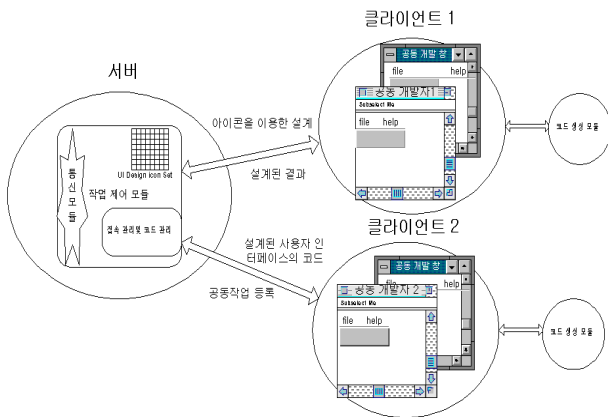 클라이언트 1
서버
공동 개발 창
file help
공동 개발자1
Subselect Me
file help
아이콘을 이용한 설계
설계된 결과
코드 생성 모듈
통신모듈
UI Design Icon Set
작업 제어 모듈
접속 관리및 코드 관리
클라이언트 2
설계된 사용자 인
터페이스의 코드
공동작업 등록
공동 개발 창
help
공동 개발자 2
Subselect Me
file help
코드 생성 모듈